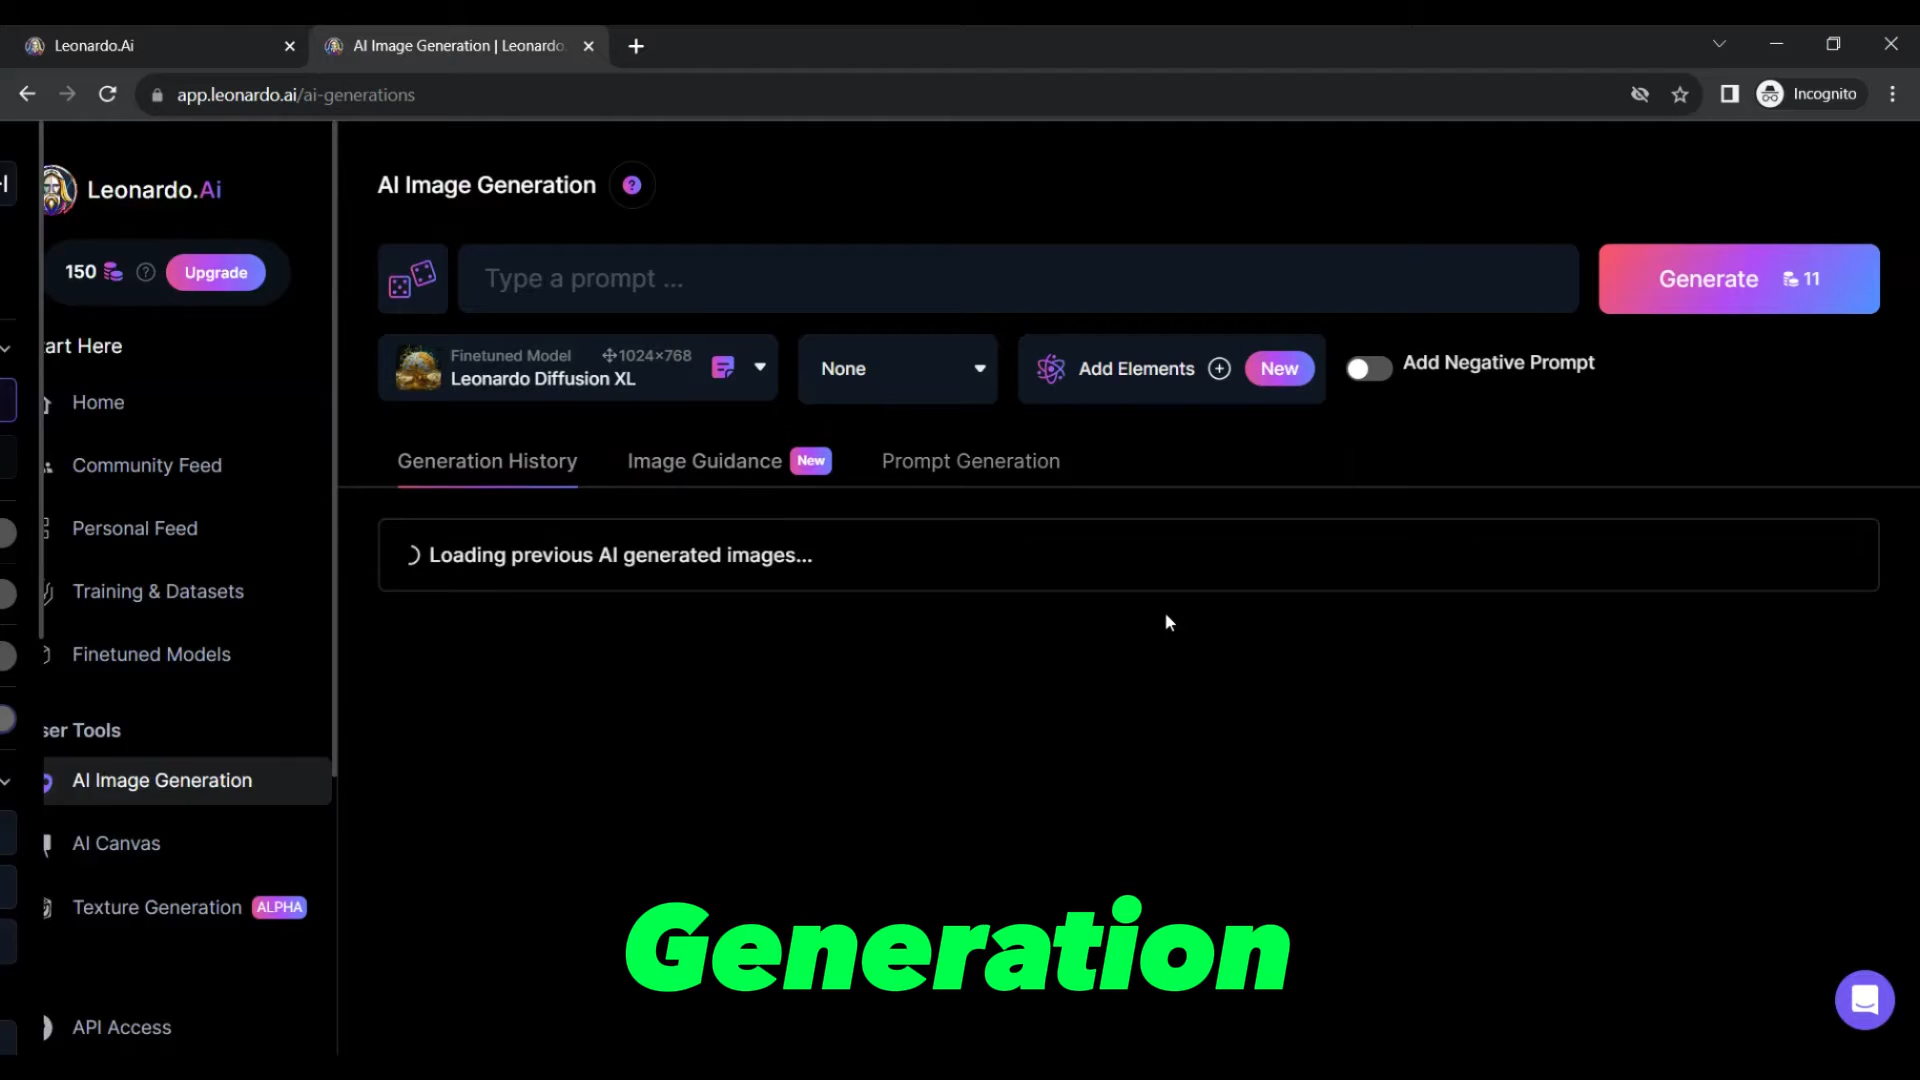 Leonardo.Ai
AI Image Generation | Leonardo.
app.leonardo.ai/ai-generations
Incognito
Leonardo.Ai
150
Upgrade
art Here
Home
Community Feed
Personal Feed
Training & Datasets
Finetuned Models
ser Tools
AI Image Generation
AI Canvas
Texture Generation ALPHA
API Access
AI Image Generation ?
Type a prompt ...
Generate 11
Finetuned Model 1024×768
Leonardo Diffusion XL
None
Add Elements New
Add Negative Prompt
Generation History
Image Guidance New
Prompt Generation
Loading previous AI generated images...
Generation